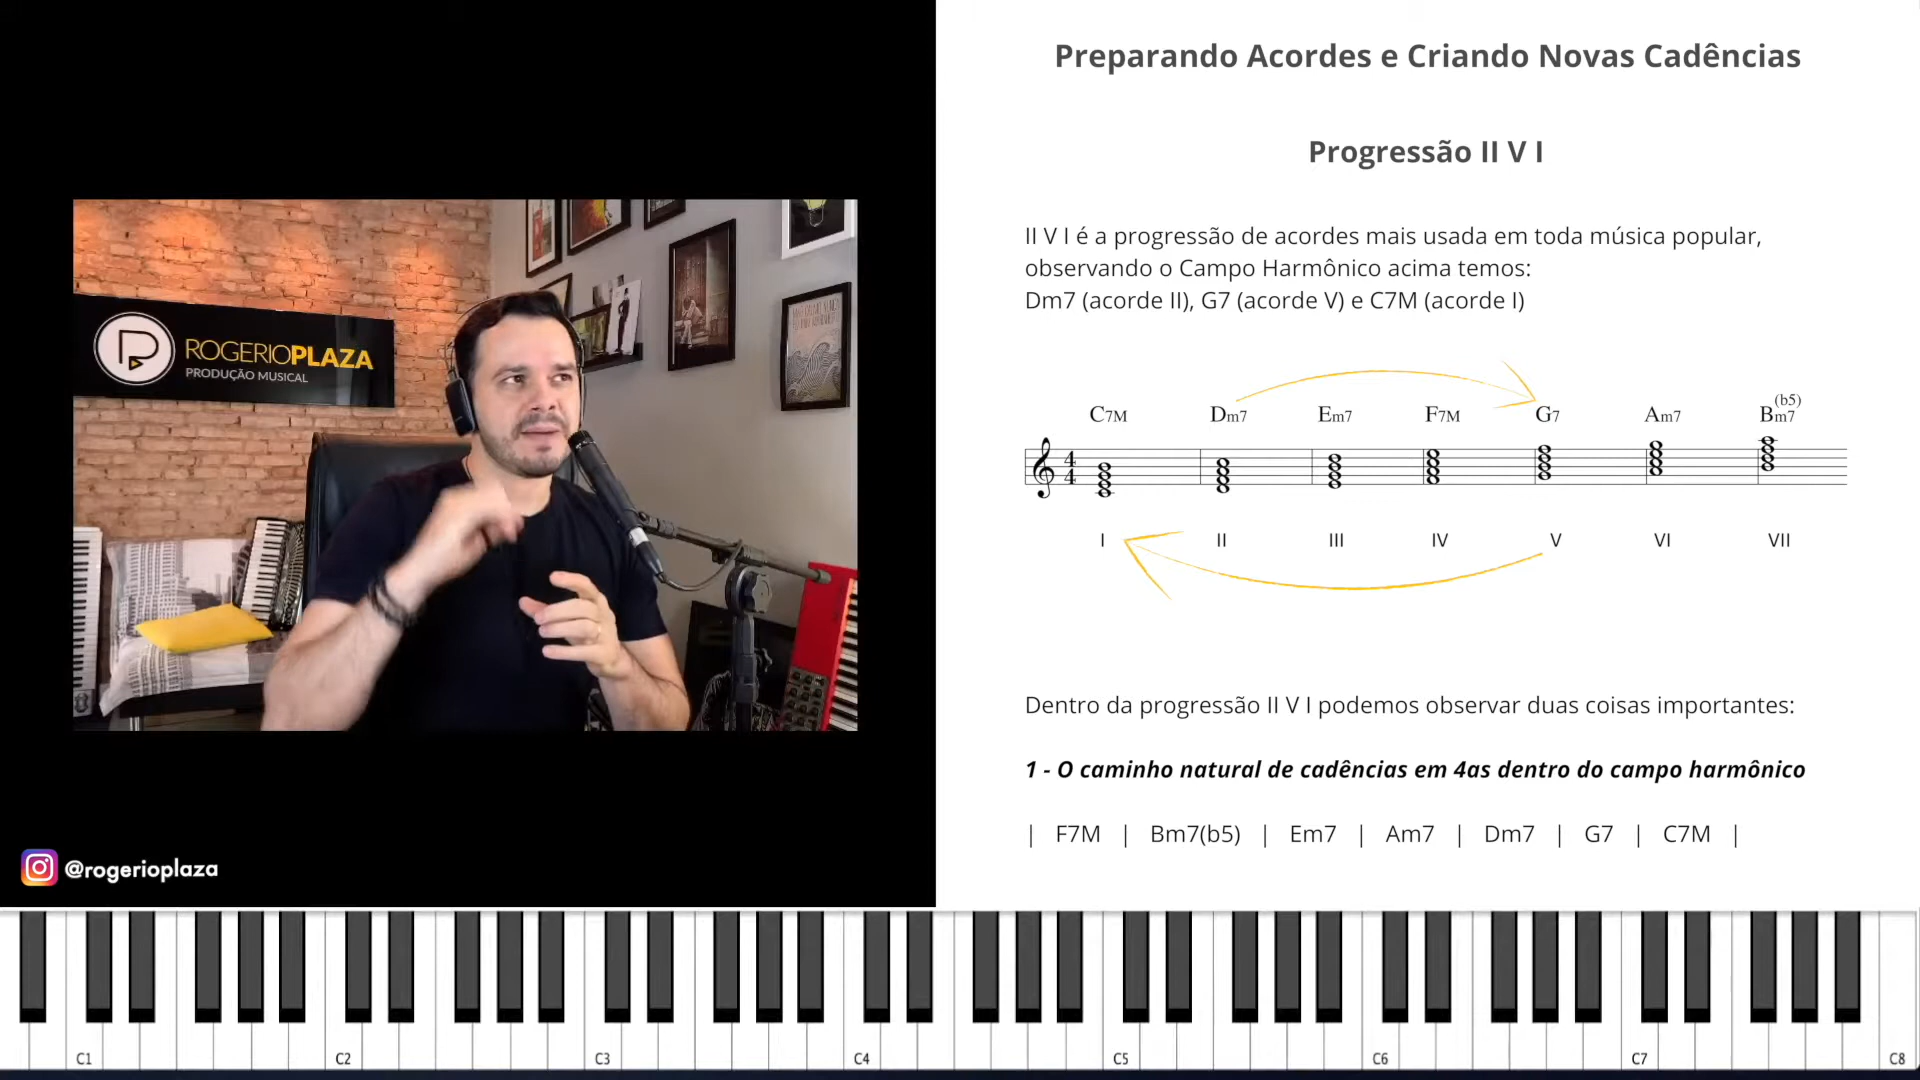 ROGERIOPLAZA
PRODUÇÃO MUSICAL
@rogerioplaza
Preparando Acordes e Criando Novas Cadências
Progressão II V I
II V I é a progressão de acordes mais usada em toda música popular,
observando o Campo Harmônico acima temos:
Dm7 (acorde II), G7 (acorde V) e C7M (acorde I)
C7M Dm7 Em7 F7M G7 Am7 Bm7(b5)
4
4
I II III IV V VI VII
Dentro da progressão II V I podemos observar duas coisas importantes:
1 - O caminho natural de cadências em 4as dentro do campo harmônico
| F7M | Bm7(b5) | Em7 | Am7 | Dm7 | G7 | C7M |
C1 C2 C3 C4 C5 C6 C7 C8